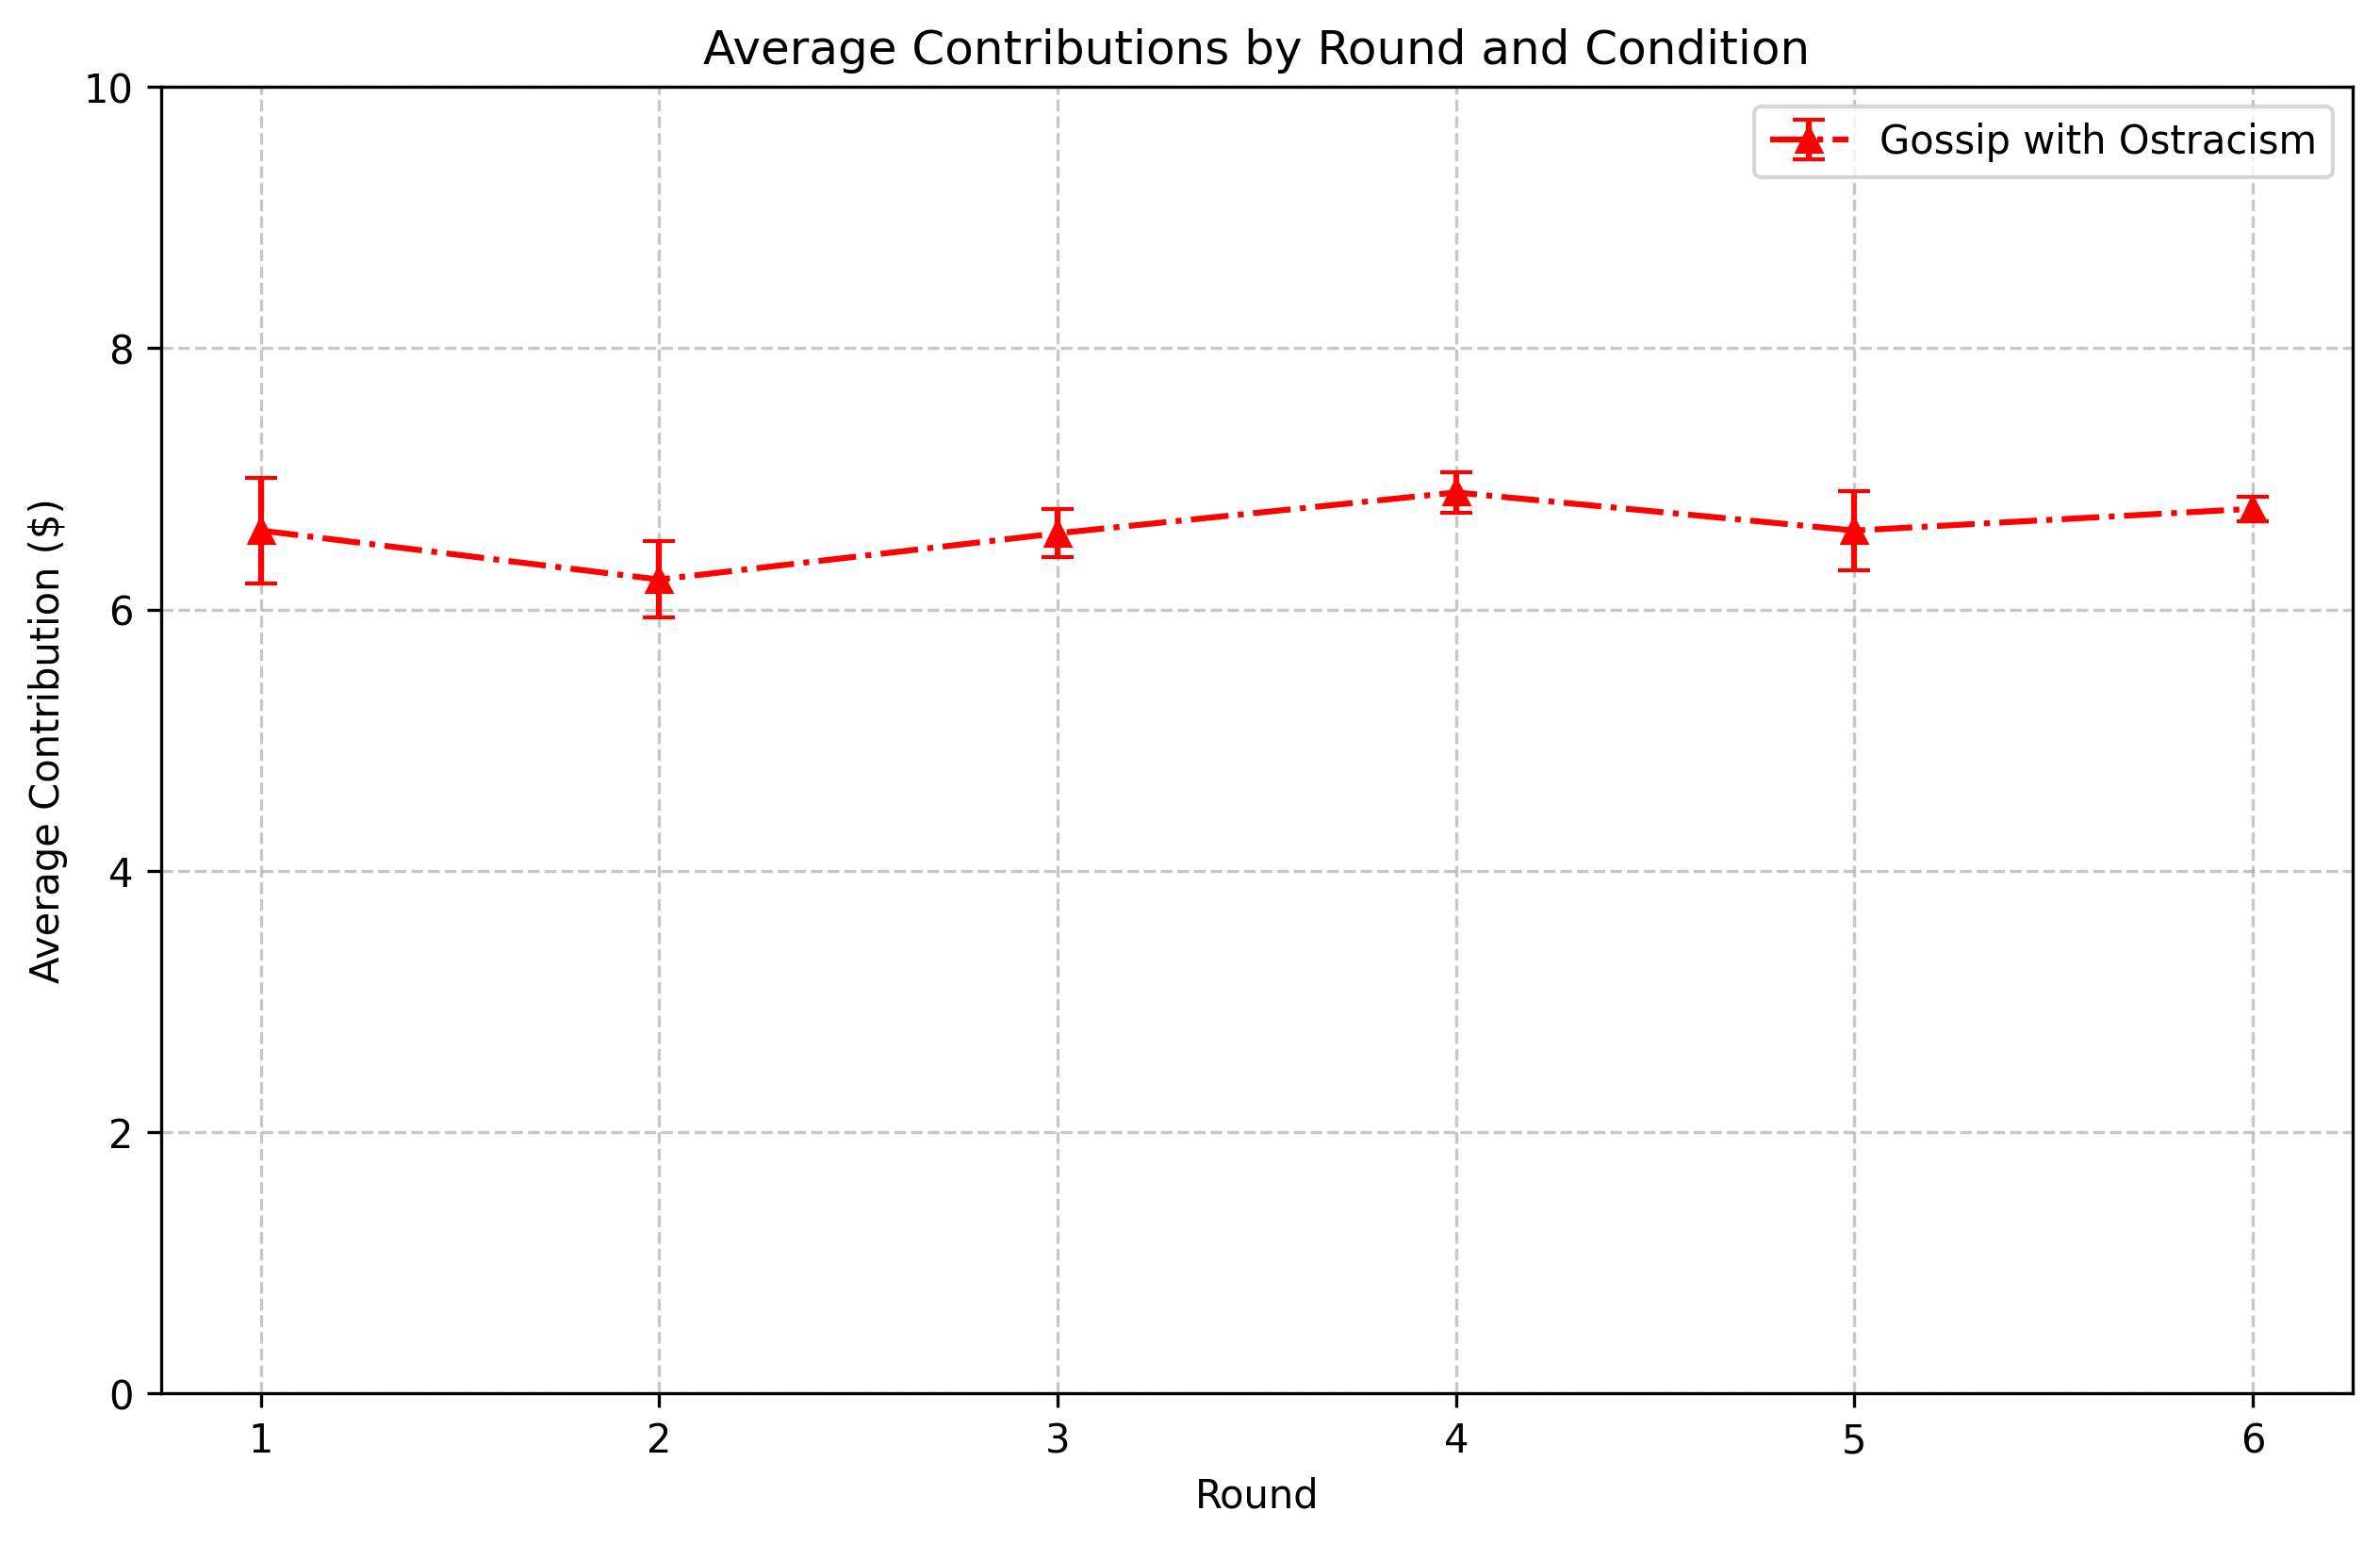 Average Contributions by Round and Condition
10
8
6
4
2
0
Average Contribution ($)
Gossip with Ostracism
1 2 3 4 5 6
Round